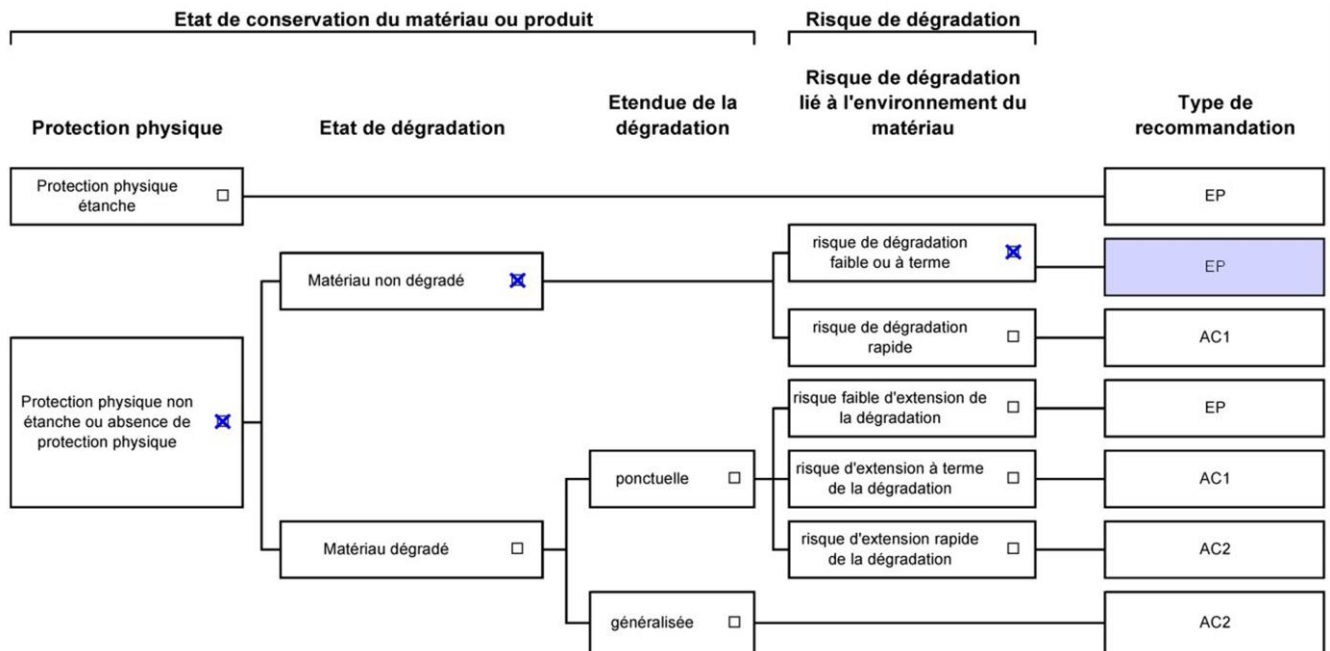 Etat de conservation du matériau ou produit
Risque de dégradation
Protection physique
Etat de dégradation
Etendue de la
dégradation
Risque de dégradation
lié à l'environnement du
matériau
Type de
recommandation
Protection physique
étanche
EP
risque de dégradation
faible ou à terme
EP
Matériau non dégradé
risque de dégradation
rapide
AC1
Protection physique non
étanche ou absence de
protection physique
risque faible d'extension de
la dégradation
EP
ponctuelle
risque d'extension à terme
de la dégradation
AC1
Matériau dégradé
risque d'extension rapide
de la dégradation
AC2
généralisée
AC2